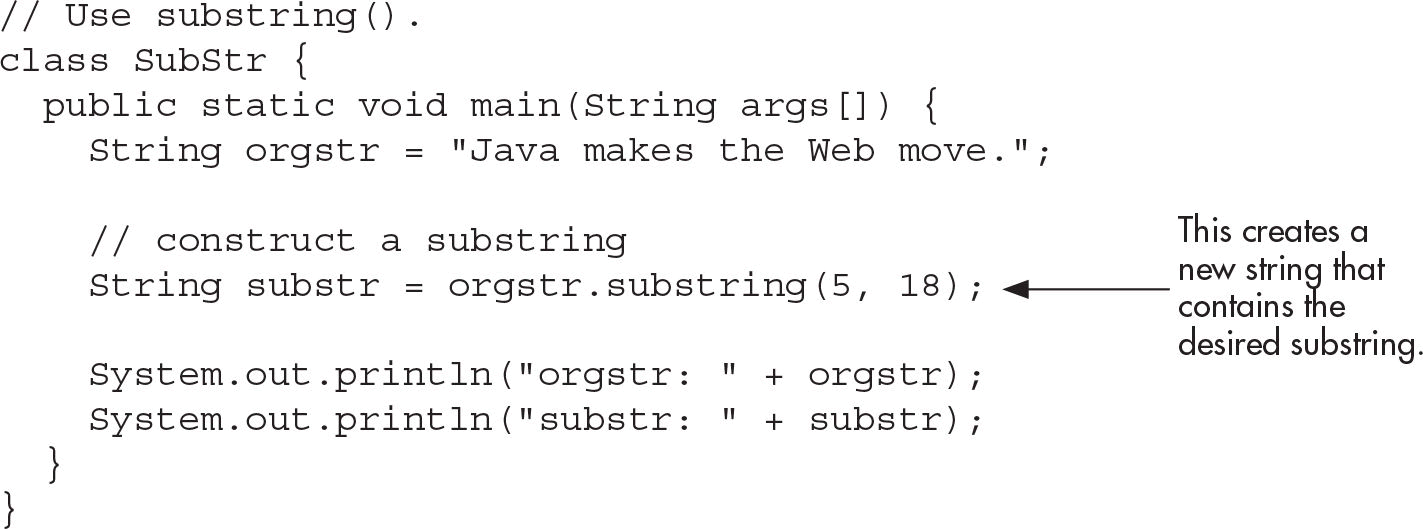 // Use substring().
class SubStr {
  public static void main(String args[]) {
    String orgstr = "Java makes the Web move.";

    // construct a substring
    String substr = orgstr.substring(5, 18);

    System.out.println("orgstr: " + orgstr);
    System.out.println("substr: " + substr);
  }
}
This creates a
new string that
contains the
desired substring.